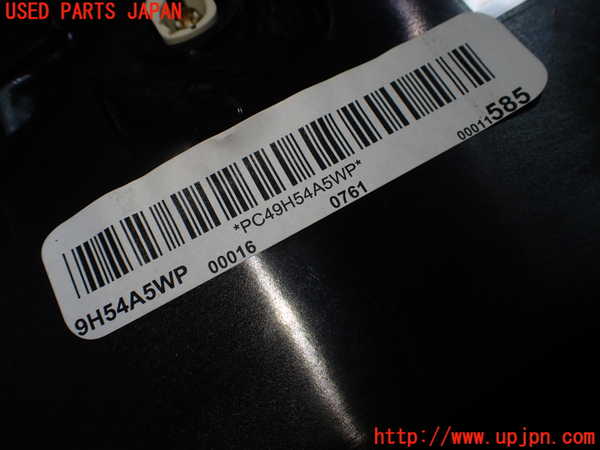 USED PARTS JAPAN
*PC49H54A5WP*
9H54A5WP 00016 0761 00011585
http://www.upjpn.com/